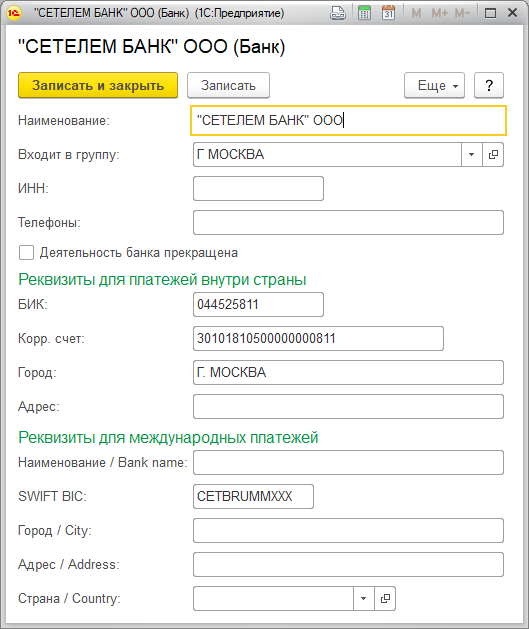 "СЕТЕЛЕМ БАНК" ООО (Банк) (1С:Предприятие)
M M+ M-
"СЕТЕЛЕМ БАНК" ООО (Банк)
Записать и закрыть Записать Еще ?
Наименование: "СЕТЕЛЕМ БАНК" ООО
Входит в группу: Г МОСКВА
ИНН:
Телефоны:
Деятельность банка прекращена
Реквизиты для платежей внутри страны
БИК: 044525811
Корр. счет: 30101810500000000811
Город: Г. МОСКВА
Адрес:
Реквизиты для международных платежей
Наименование / Bank name:
SWIFT BIC: CETBRUMMXXX
Город / City:
Адрес / Address:
Страна / Country: